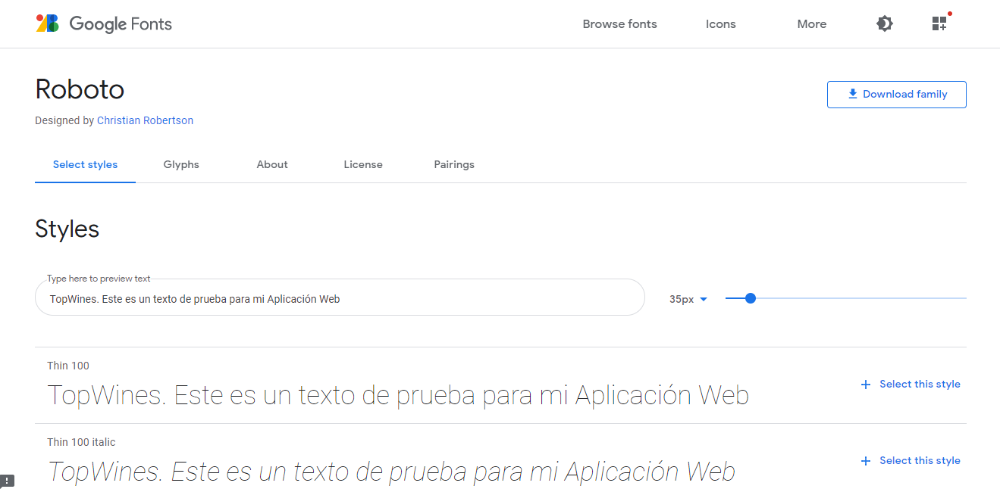 Google Fonts
Browse fonts
Icons
More
Roboto
Download family
Designed by Christian Robertson
Select styles
Glyphs
About
License
Pairings
Styles
Type here to preview text
TopWines. Este es un texto de prueba para mi Aplicación Web
35px
Thin 100
TopWines. Este es un texto de prueba para mi Aplicación Web
+ Select this style
Thin 100 italic
TopWines. Este es un texto de prueba para mi Aplicación Web
+ Select this style